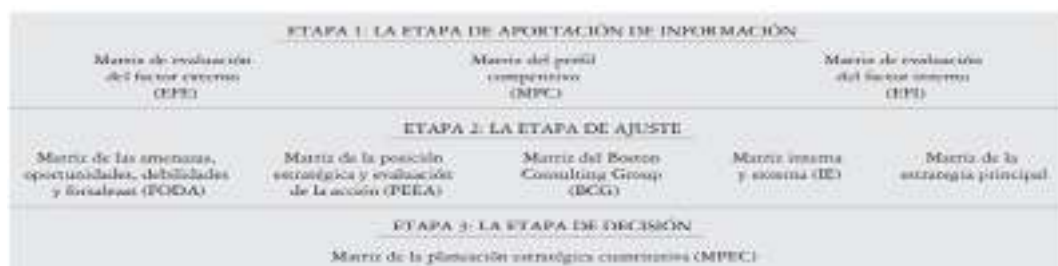 ETAPA 1: LA ETAPA DE APORTACIÓN DE INFORMACIÓN
Matriz de evaluación
del factor externo
(EFE)
Matriz del perfil
competitivo
(MPC)
Matriz de evaluación
del factor interno
(EFI)
ETAPA 2: LA ETAPA DE AJUSTE
Matriz de las amenazas,
oportunidades, debilidades
y fortalezas (FODA)
Matriz de la posición
estratégica y evaluación
de la acción (PEEA)
Matriz del Boston
Consulting Group
(BCG)
Matriz interna
y externa (IE)
Matriz de la
estrategia principal
ETAPA 3: LA ETAPA DE DECISIÓN
Matriz de la planeación estratégica cuantitativa (MPEC)